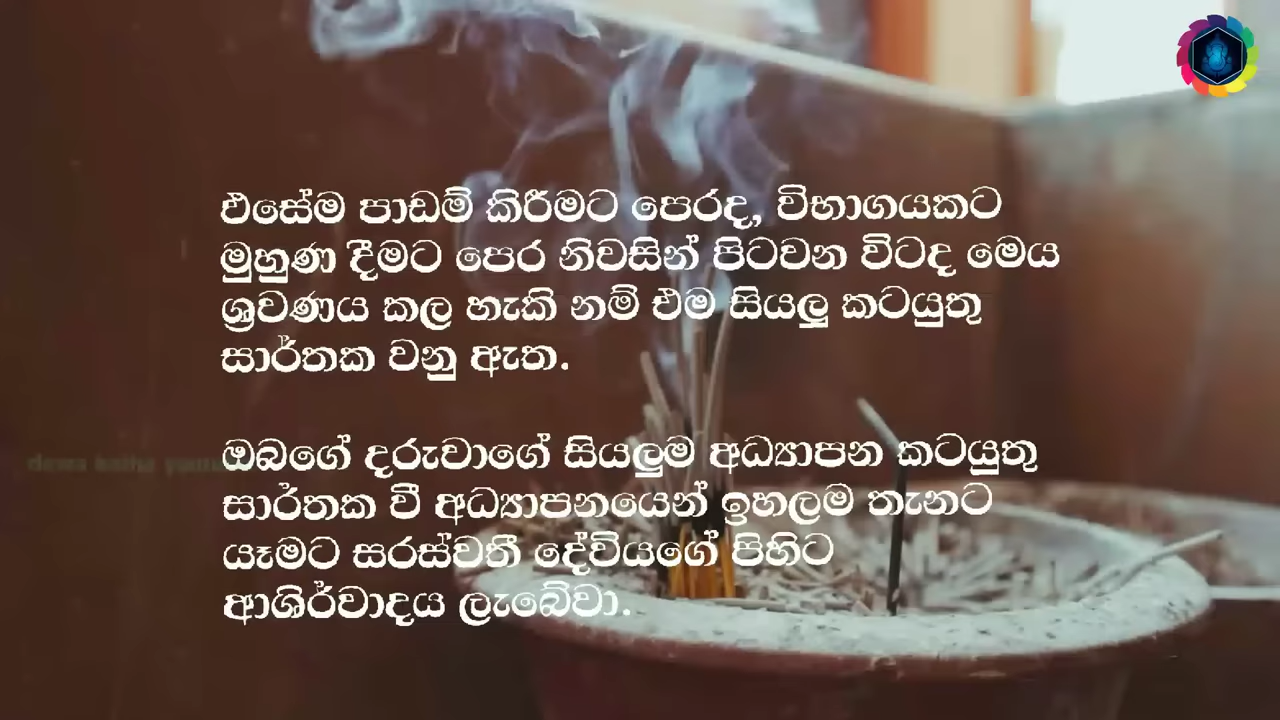 එසේම පාඩම් කිරීමට පෙරද, විභාගයකට
මුහුණ දීමට පෙර නිවසින් පිටවන විටද මෙය
ශ්‍රවණය කල හැකි නම් එම සියලු කටයුතු
සාර්තක වනු ඇත.
ඔබගේ දරුවාගේ සියලුම අධ්‍යාපන කටයුතු
සාර්තක වී අධ්‍යාපනයෙන් ඉහලම තැනට
යෑමට සරස්වතී දේවියගේ පිහිට
ආශිර්වාදය ලැබේවා.